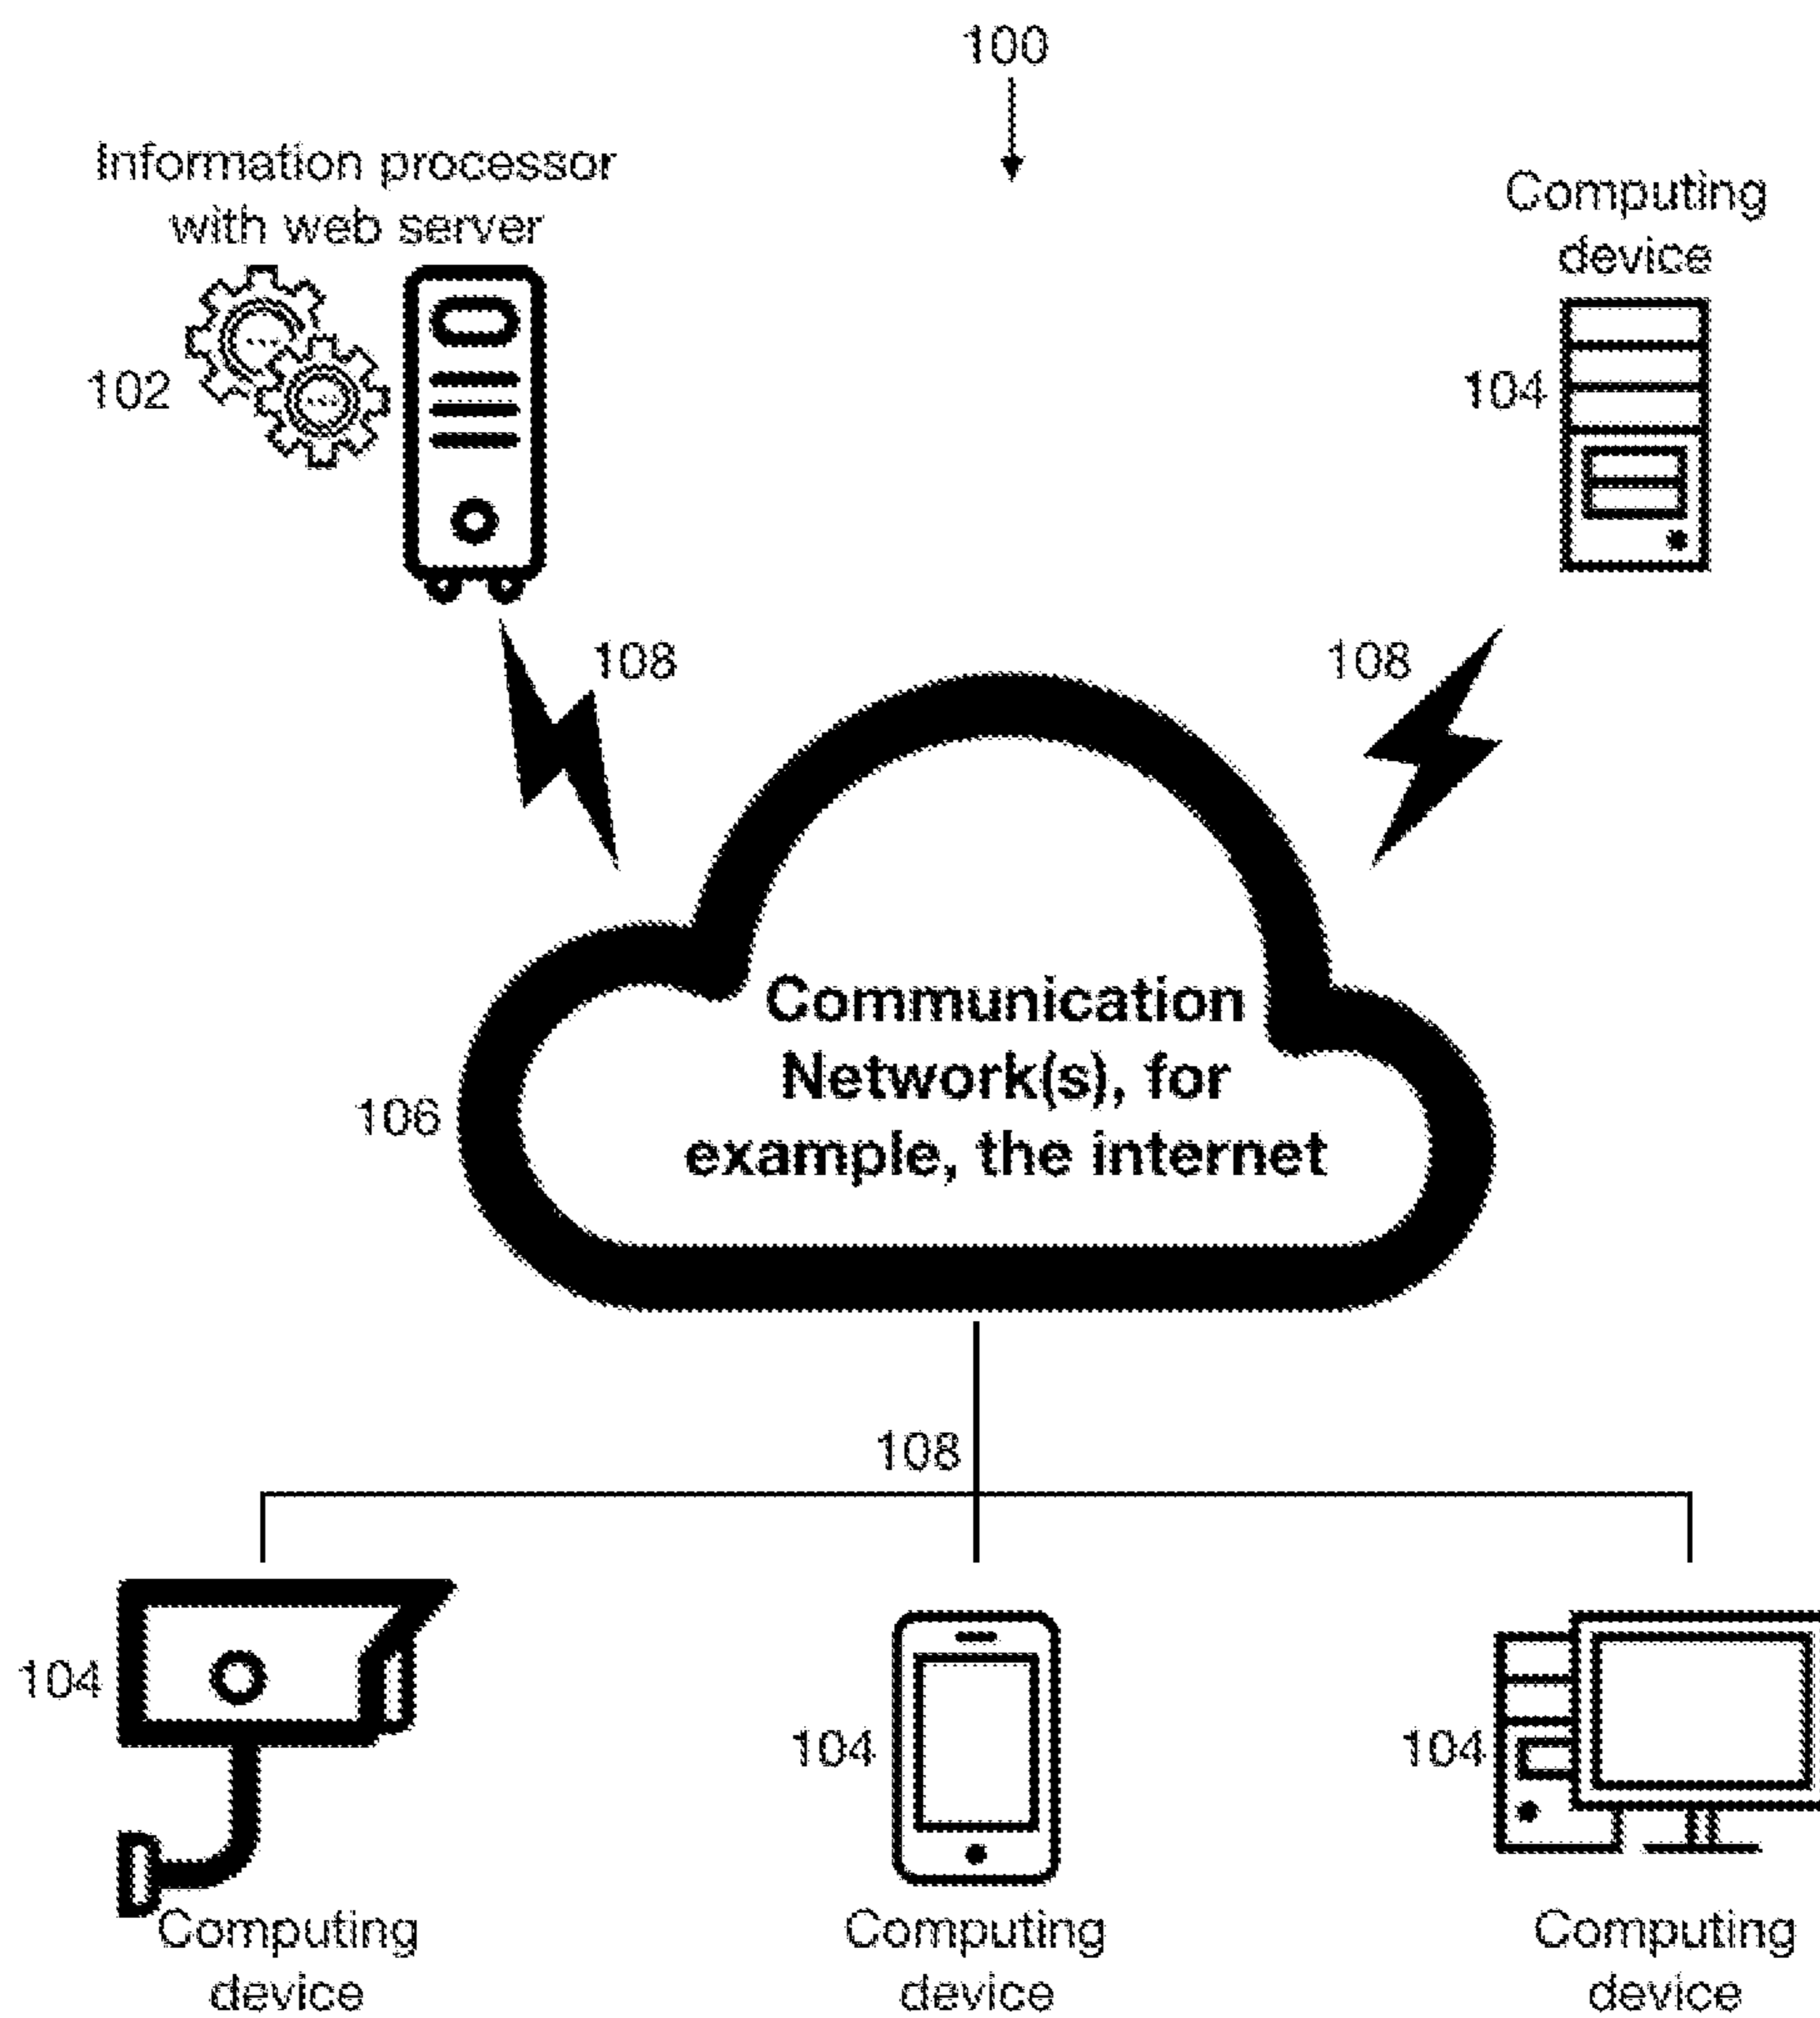 100
Information processor
with web server
Computing
device
102
104
108
108
Communication
Network(s), for
example, the internet
106
108
104
104
104
Computing
device
Computing
device
Computing
device